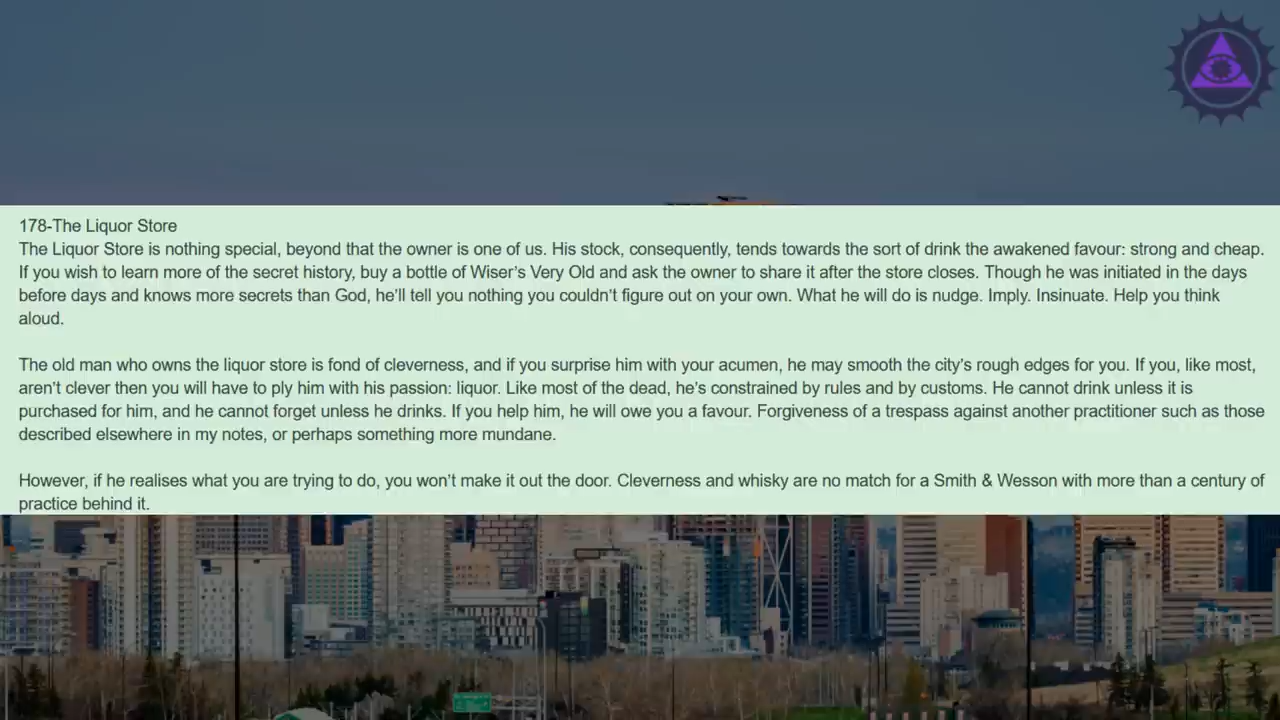 178-The Liquor Store
The Liquor Store is nothing special, beyond that the owner is one of us. His stock, consequently, tends towards the sort of drink the awakened favour: strong and cheap.
If you wish to learn more of the secret history, buy a bottle of Wiser’s Very Old and ask the owner to share it after the store closes. Though he was initiated in the days
before days and knows more secrets than God, he’ll tell you nothing you couldn’t figure out on your own. What he will do is nudge. Imply. Insinuate. Help you think
aloud.
The old man who owns the liquor store is fond of cleverness, and if you surprise him with your acumen, he may smooth the city’s rough edges for you. If you, like most,
aren’t clever then you will have to ply him with his passion: liquor. Like most of the dead, he’s constrained by rules and by customs. He cannot drink unless it is
purchased for him, and he cannot forget unless he drinks. If you help him, he will owe you a favour. Forgiveness of a trespass against another practitioner such as those
described elsewhere in my notes, or perhaps something more mundane.
However, if he realises what you are trying to do, you won’t make it out the door. Cleverness and whisky are no match for a Smith & Wesson with more than a century of
practice behind it.